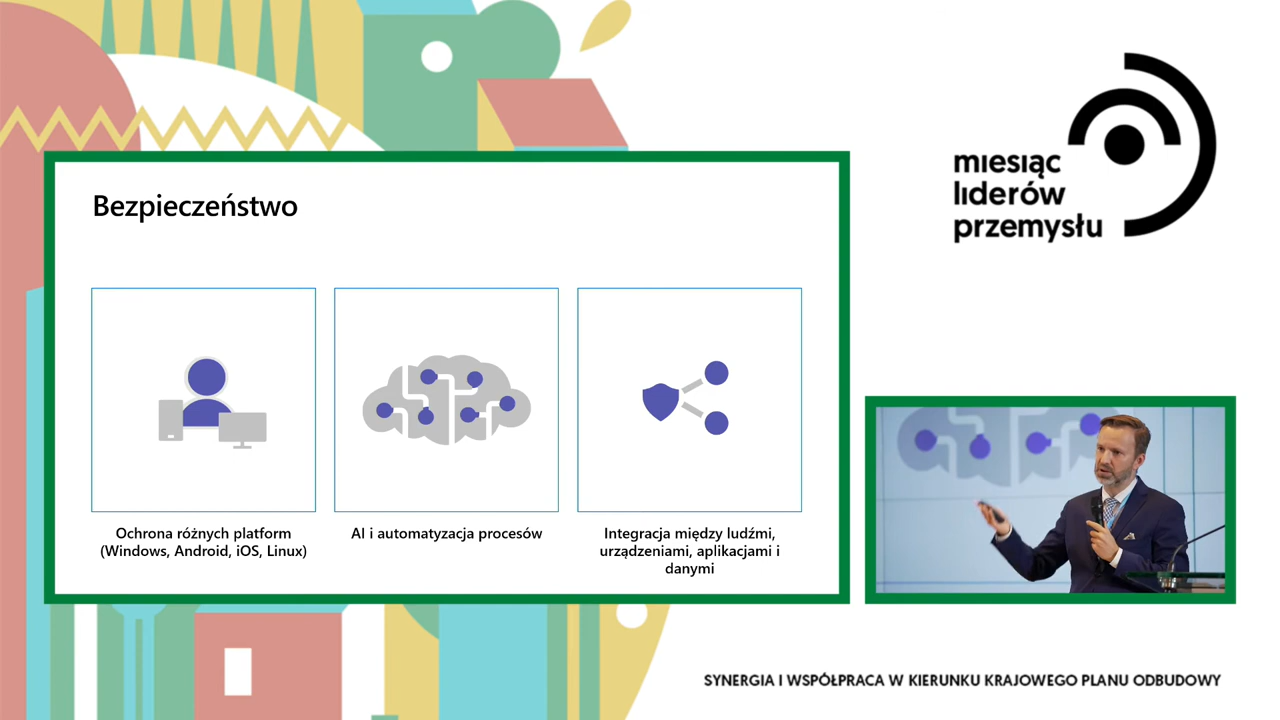 miesiąc
liderów
przemysłu
Bezpieczeństwo
Ochrona różnych platform
(Windows, Android, iOS, Linux)
AI i automatyzacja procesów
Integracja między ludźmi,
urządzeniami, aplikacjami i
danymi
SYNERGIA I WSPÓŁPRACA W KIERUNKU KRAJOWEGO PLANU ODBUDOWY